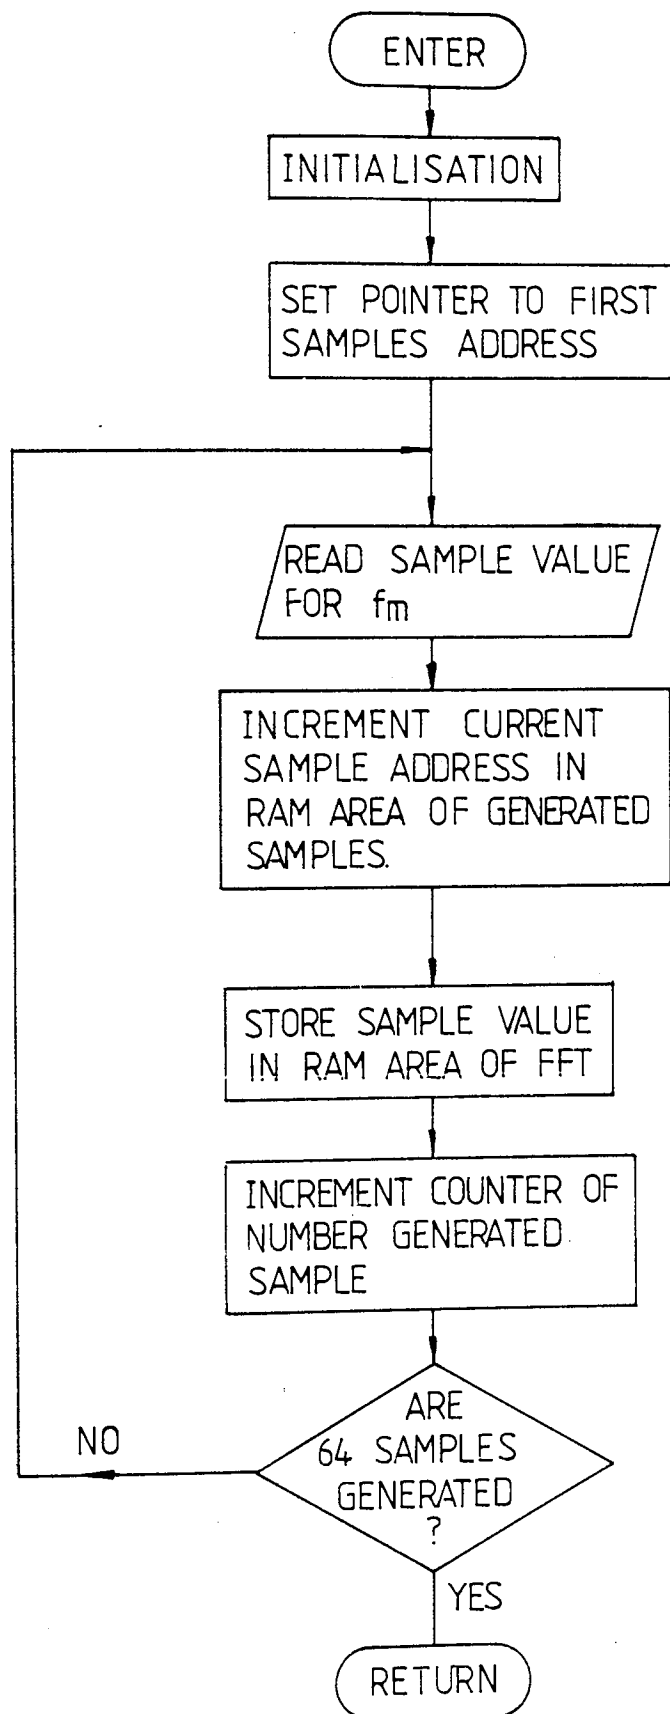 ENTER
INITIALISATION
SET POINTER TO FIRST
SAMPLES ADDRESS
READ SAMPLE VALUE
FOR fm
INCREMENT CURRENT
SAMPLE ADDRESS IN
RAM AREA OF GENERATED
SAMPLES.
STORE SAMPLE VALUE
IN RAM AREA OF FFT
INCREMENT COUNTER OF
NUMBER GENERATED
SAMPLE
ARE
64 SAMPLES
GENERATED
?
NO
YES
RETURN